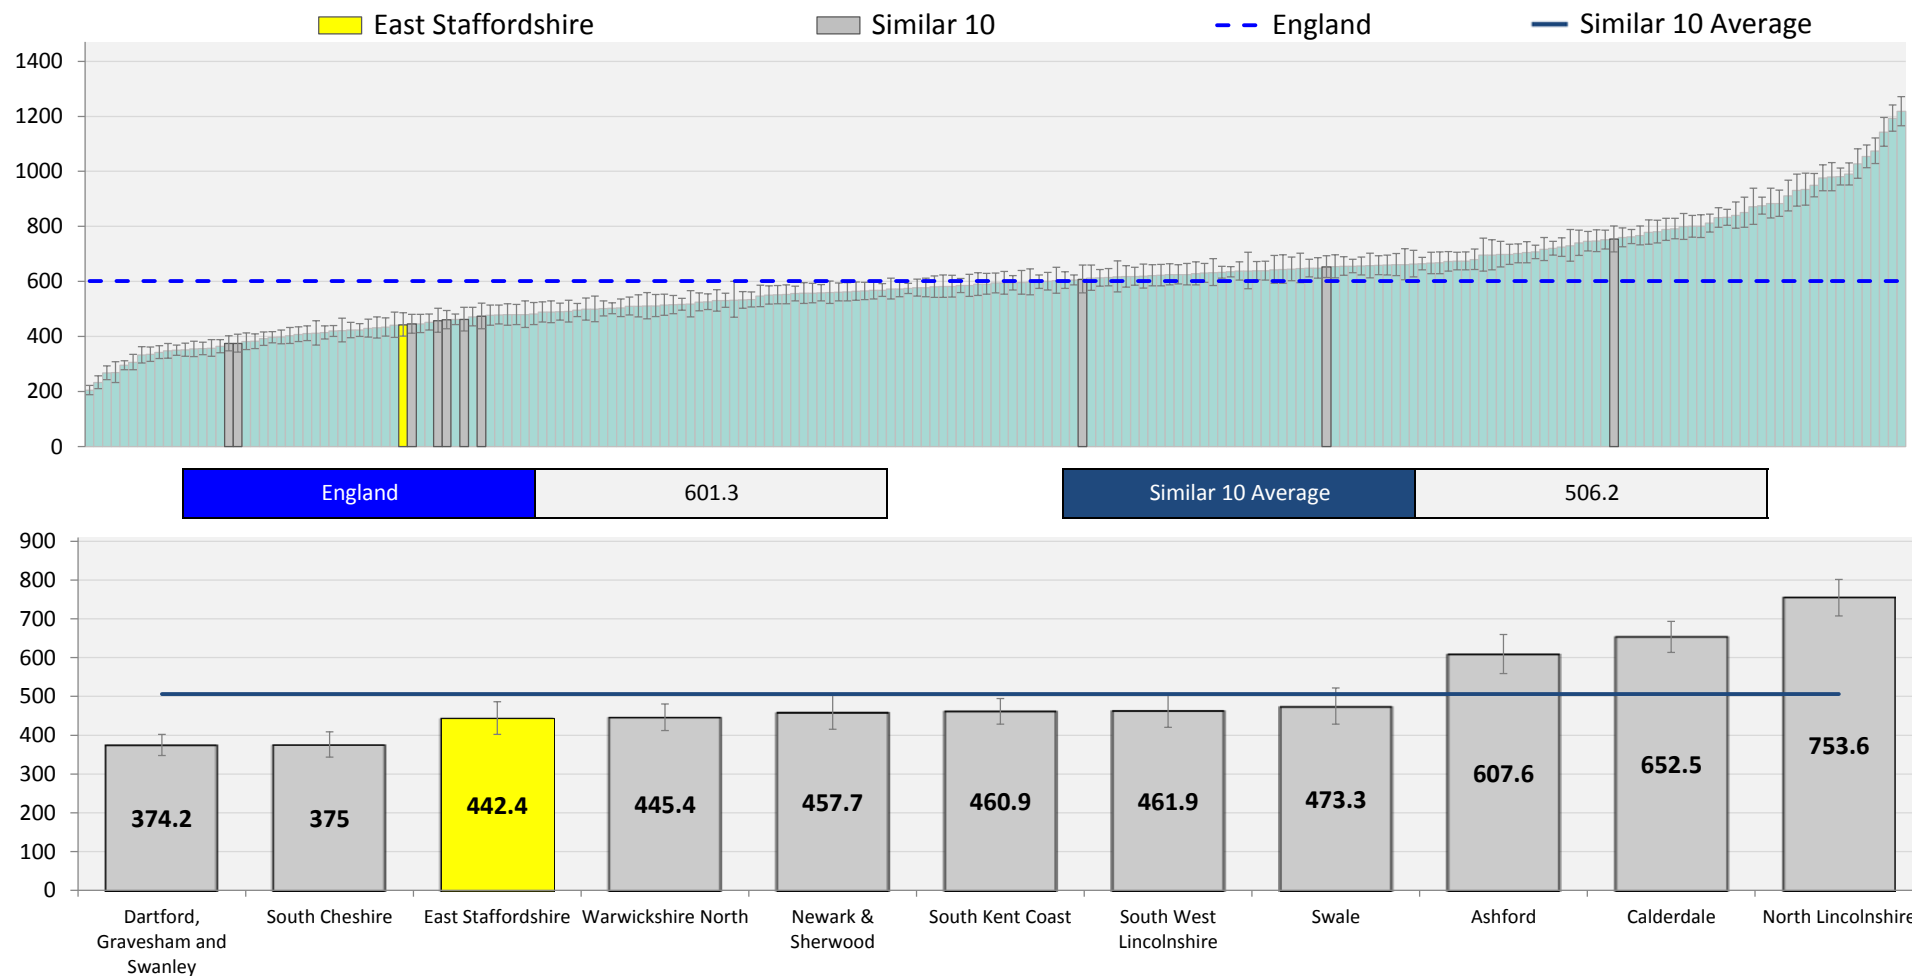 East Staffordshire
Similar 10
England
Similar 10 Average
1400
1200
1000
800
600
400
200
0
England 601.3
Similar 10 Average 506.2
900
800
700
600
500
400
300
200
100
0
374.2
375
442.4
445.4
457.7
460.9
461.9
473.3
607.6
652.5
753.6
Dartford,
Gravesham and
Swanley
South Cheshire
East Staffordshire
Warwickshire North
Newark &
Sherwood
South Kent Coast
South West
Lincolnshire
Swale
Ashford
Calderdale
North Lincolnshire